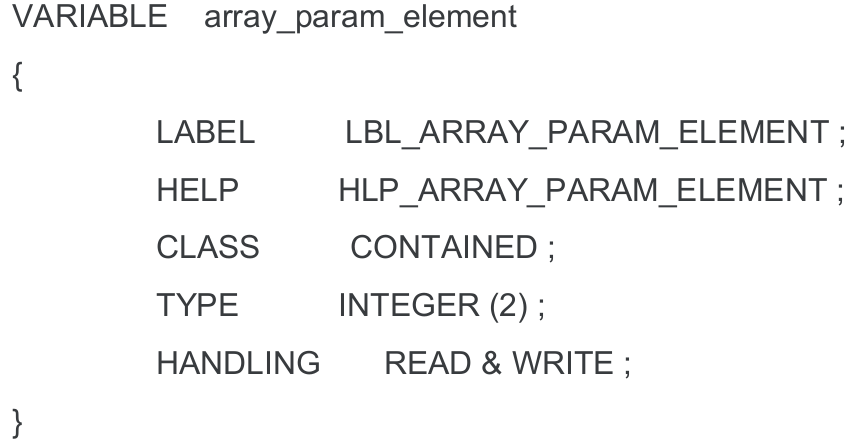 VARIABLE array_param_element
{
LABEL LBL_ARRAY_PARAM_ELEMENT ;
HELP HLP_ARRAY_PARAM_ELEMENT ;
CLASS CONTAINED ;
TYPE INTEGER (2) ;
HANDLING READ & WRITE ;
}